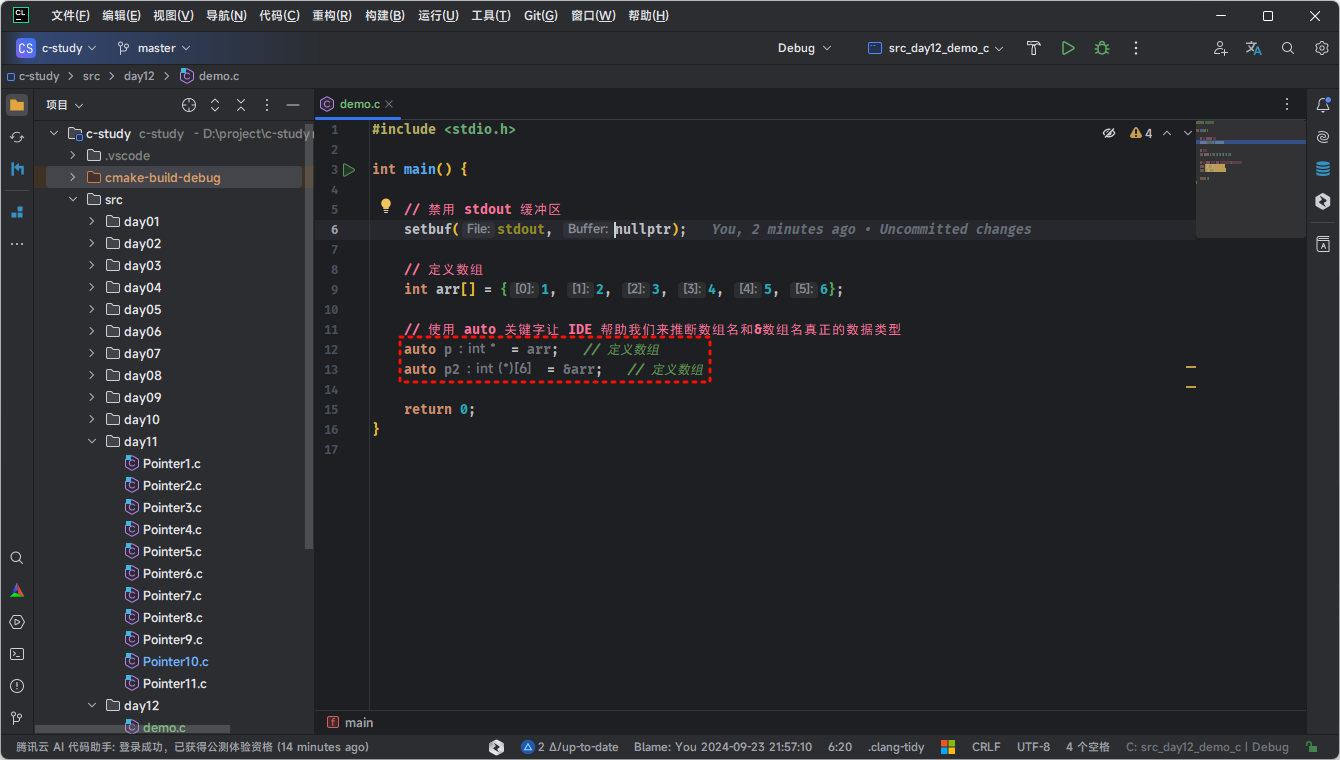 CL 文件(F) 编辑(E) 视图(V) 导航(N) 代码(C) 重构(R) 构建(B) 运行(U) 工具(T) Git(G) 窗口(W) 帮助(H)
CS c-study master Debug src_day12_demo_c
c-study src day12 demo.c
项目
c-study c-study - D:\project\c-study
.vscode
cmake-build-debug
src
day01
day02
day03
day04
day05
day06
day07
day08
day09
day10
day11
Pointer1.c
Pointer2.c
Pointer3.c
Pointer4.c
Pointer5.c
Pointer6.c
Pointer7.c
Pointer8.c
Pointer9.c
Pointer10.c
Pointer11.c
day12
demo.c
demo.c
4
1 #include <stdio.h>
2
3 int main() {
4
5 // 禁用 stdout 缓冲区
6 setbuf( File: stdout, Buffer: nullptr); You, 2 minutes ago • Uncommitted changes
7
8 // 定义数组
9 int arr[] = { [0]: 1, [1]: 2, [2]: 3, [3]: 4, [4]: 5, [5]: 6};
10
11 // 使用 auto 关键字让 IDE 帮助我们来推断数组名和&数组名真正的数据类型
12 auto p : int * = arr; // 定义数组
13 auto p2 : int (*)[6] = &arr; // 定义数组
14
15 return 0;
16 }
17
f main
腾讯云 AI 代码助手: 登录成功，已获得公测体验资格 (14 minutes ago) 2 Δ/up-to-date Blame: You 2024-09-23 21:57:10 6:20 .clang-tidy CRLF UTF-8 4 个空格 C: src_day12_demo_c | Debug